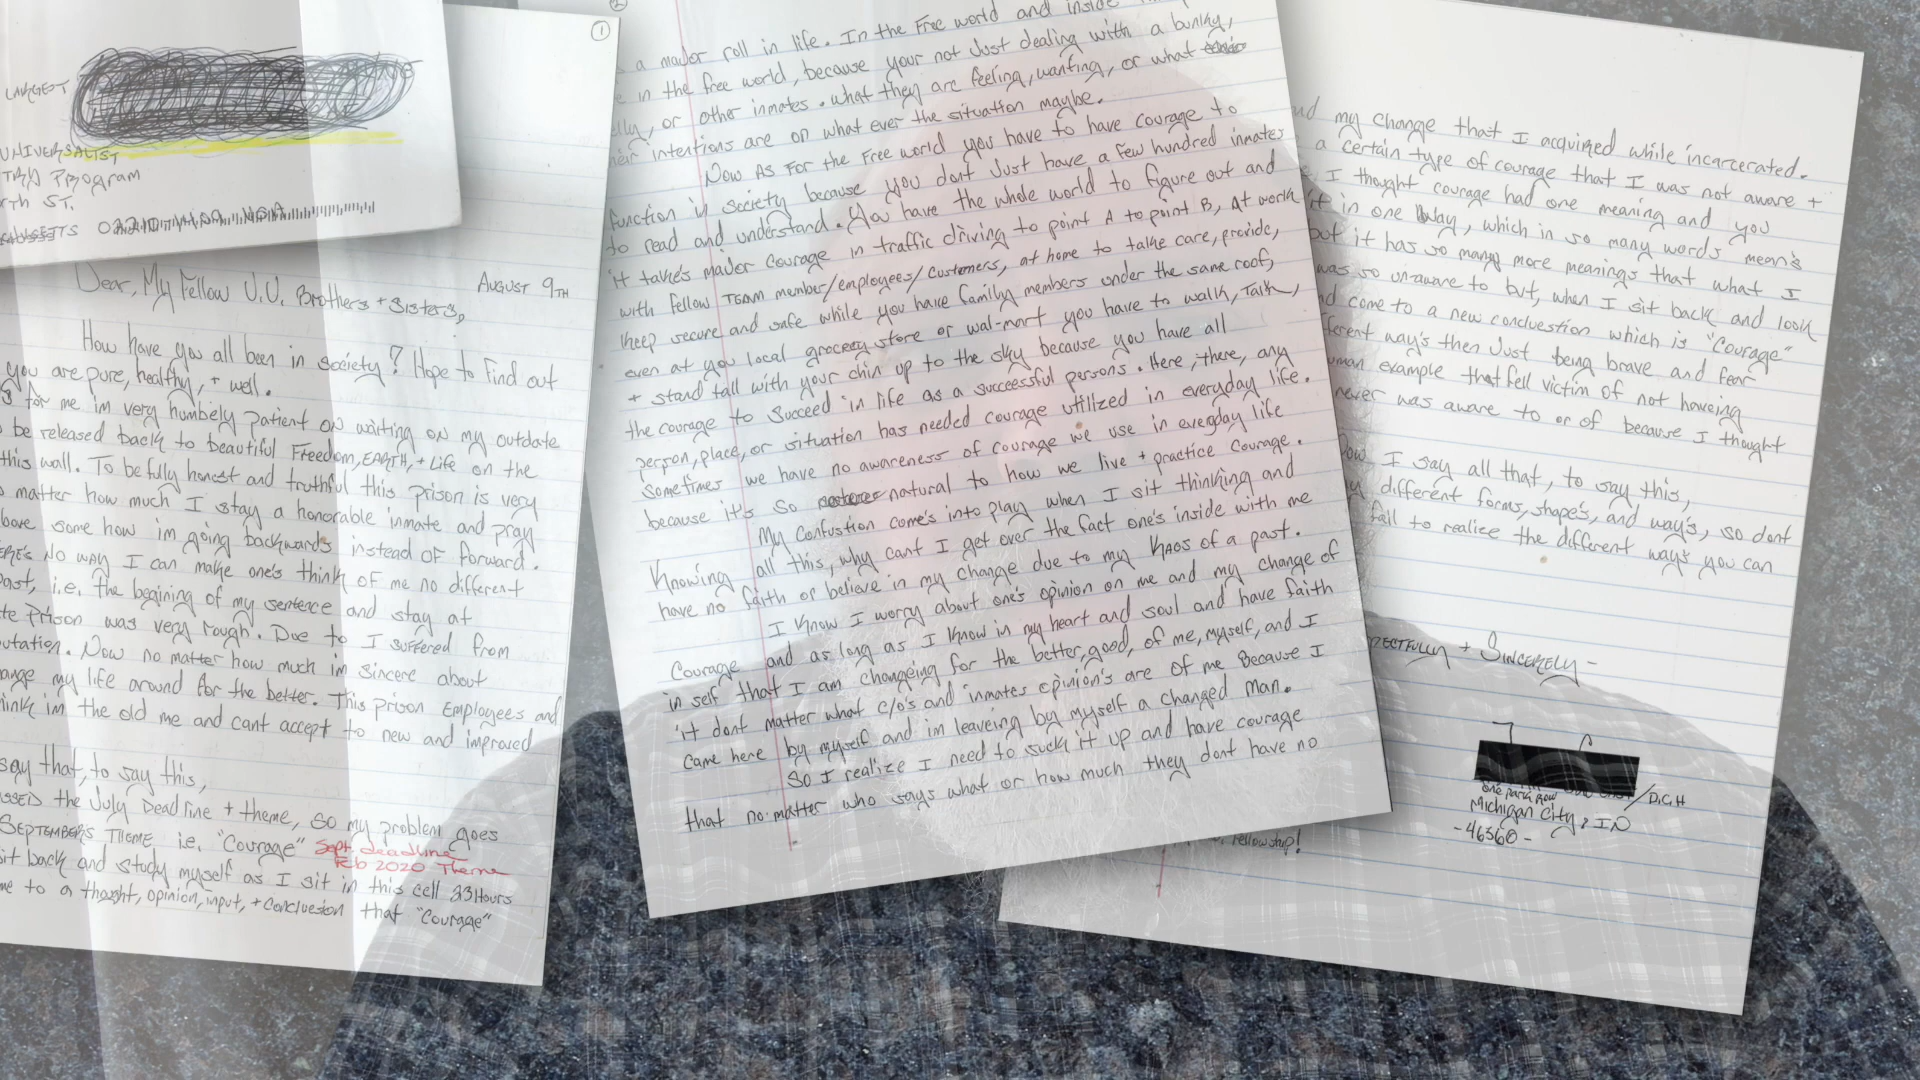 LARGEST
UNIVERSALIST
TRY PROGRAM
ST.
①
AUGUST 9TH
Dear, My Fellow U.U. Brothers + Sisters,
How have you all been in society? Hope to Find out
you are pure, healthy, + well.
for me im very humbely patient on waiting on my outdate
be released back to beautiful Freedom, EARTH, + Life on the
this wall. To be fully honest and truthful this prison is very
matter how much I stay a honorable inmate and pray
some how im going backwards instead of forward.
NO WAY I can make one's think of me no different
i.e. the begining of my sentence and stay at
Prison was very rough. Due to I suffered from
Now no matter how much im sincere about
my life around for the better. This prison Employees and
im the old me and cant accept to new and improved
say that, to say this,
the July Deadline + theme, so my problem goes
SEPTEMBER'S THEME i.e. "Courage" Sept. deadline
Feb 2020 Theme
sit back and study myself as I sit in this cell 23 Hours
to a thought, opinion, input, + concluesion that "Courage"
②
a major roll in life. In the Free world and inside
in the free world, because your not Just dealing with a bunky,
or other inmates. what they are feeling, wanting, or what
intentions are on what ever the situation maybe.
Now As For the Free world you have to have courage to
function in society because you dont Just have a few hundred inmates
to read and understand. You have the whole world to figure out and
it take's major courage in traffic driving to point A to point B, At work
with fellow TEAM member/employees/customers, at home to take care, provide,
Keep secure and safe while you have family members under the same roof,
even at you local grocery store or wal-mart you have to walk, Talk,
+ stand tall with your chin up to the sky because you have all
the courage to succeed in life as a successful persons. Here, there, any
person, place, or situation has needed courage utilized in everyday life.
Sometimes we have no awareness of courage we use in everyday life
because it's so natural to how we live + practice courage.
My Confustion come's into play when I sit thinking and
Knowing all this, why cant I get over the fact one's inside with me
have no faith or believe in my change due to my KAOS of a past.
I Know I worry about one's opinion on me and my change of
Courage and as long as I Know in my heart and soul and have faith
in self that I am changeing for the better, good, of me, myself, and I
it dont matter what c/o's and inmates opinion's are of me Because I
came here by myself and im leaveing by myself a changed man.
So I realize I need to suck it up and have courage
that no matter who says what or how much they dont have no
my change that I acquired while incarcerated.
a certain type of courage that I was not aware +
I thought courage had one meaning and you
it in one way, which in so many words mean's
but it has so many more meanings that what I
was so un-aware to but, when I sit back and look
come to a new concluestion which is "Courage"
way's then Just being brave and fear
example that fell victim of not haveing
never was aware to or of because I thought
I say all that, to say this,
different forms, shape's, and way's, so dont
fail to realize the different ways you can
+ SINCERELY -
one park row / D.C.H
Michigan City, IN
-46360-
Fellowship!